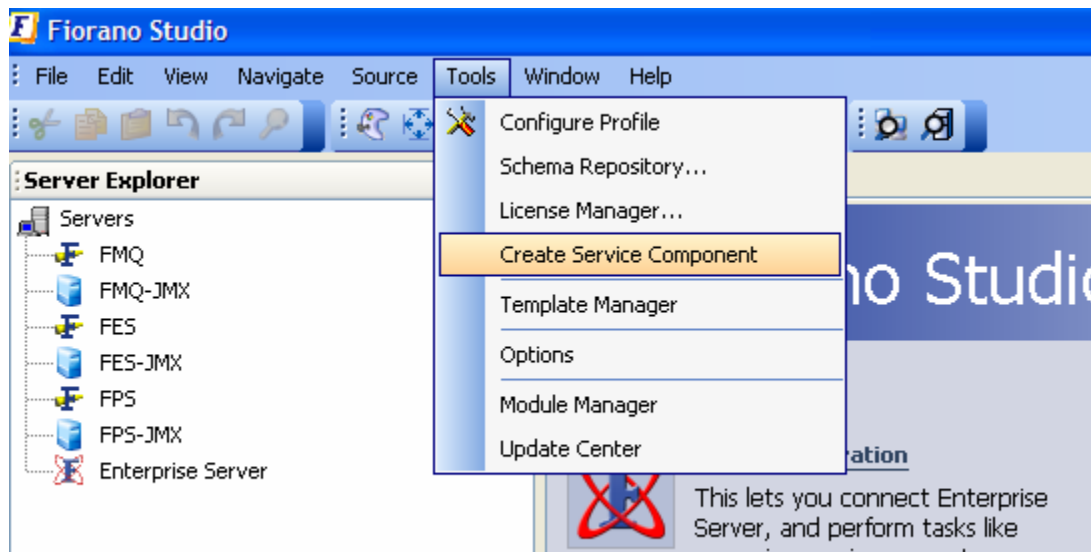 Fiorano Studio
File Edit View Navigate Source Tools Window Help
Configure Profile
Schema Repository...
License Manager...
Create Service Component
Template Manager
Options
Module Manager
Update Center
Server Explorer
Servers
FMQ
FMQ-JMX
FES
FES-JMX
FPS
FPS-JMX
Enterprise Server
no Studi
ration
This lets you connect Enterprise
Server, and perform tasks like